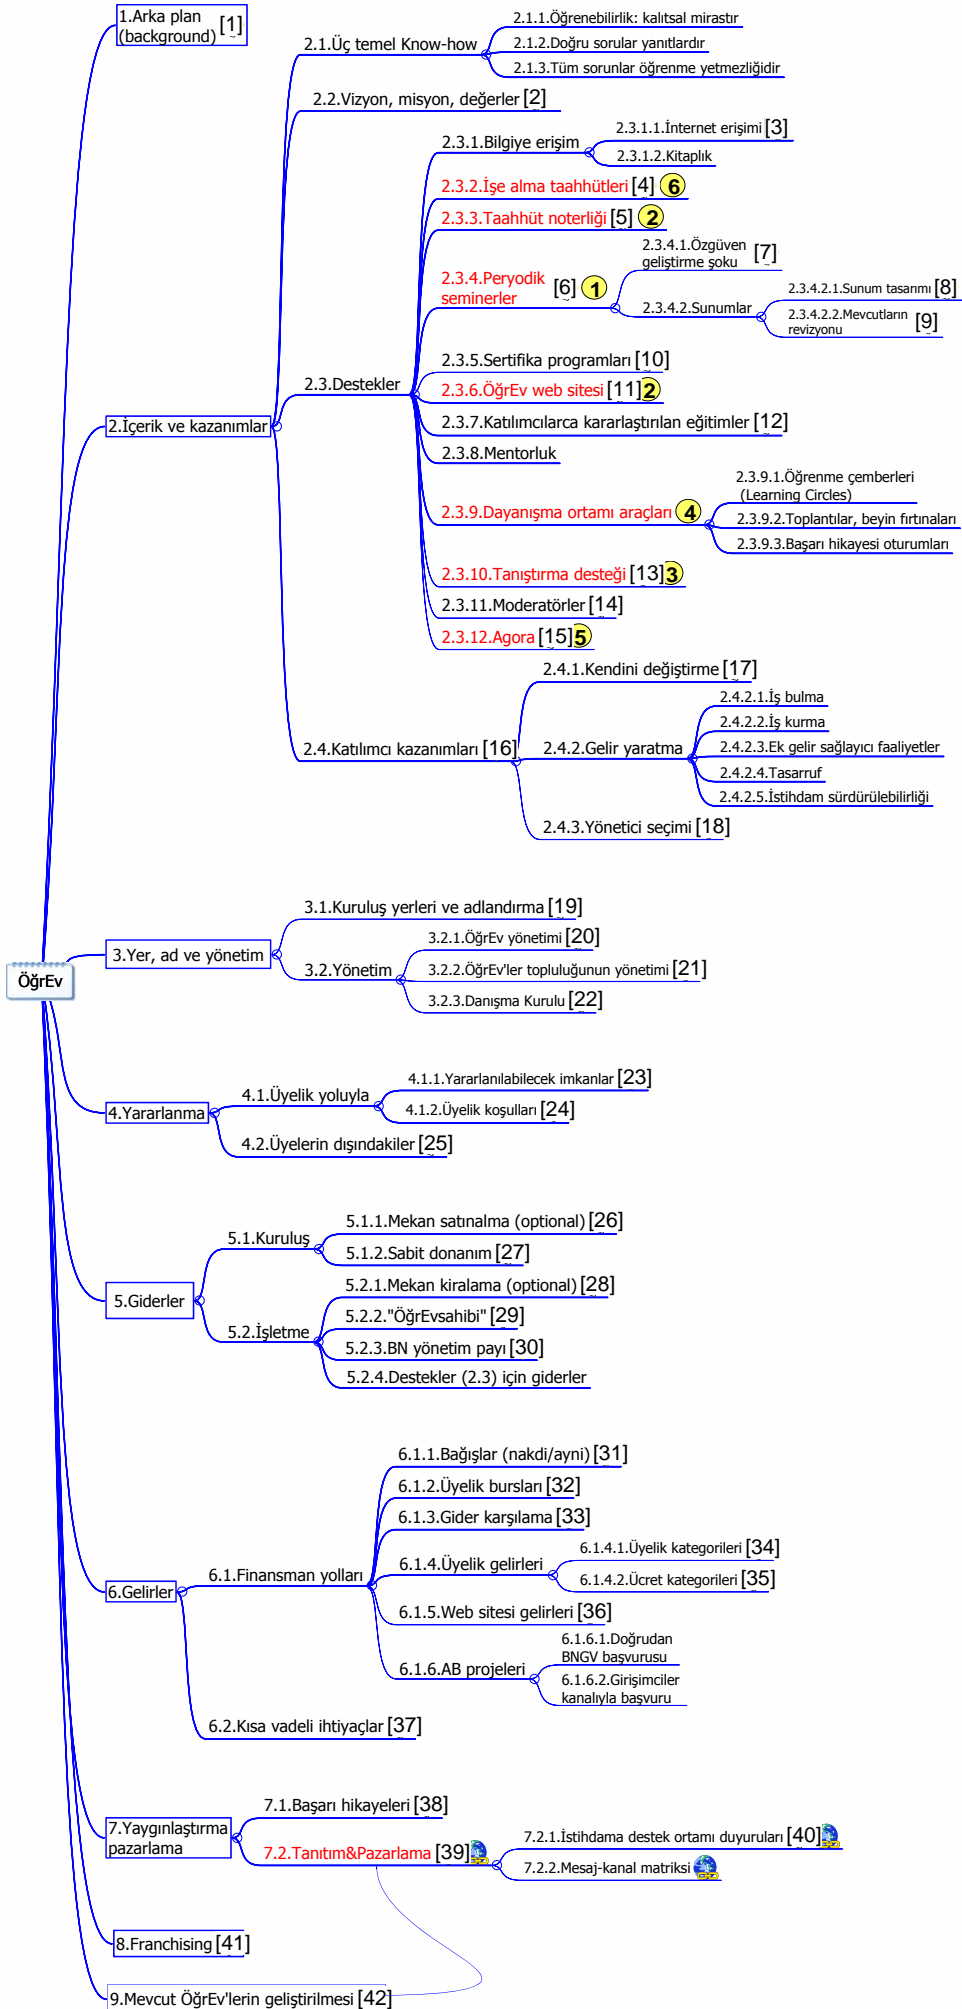 1.Arka plan
(background) [1]
2.1.Üç temel Know-how
2.1.1.Öğrenebilirlik: kalıtsal mirastır
2.1.2.Doğru sorular yanıtlardır
2.1.3.Tüm sorunlar öğrenme yetmezliğidir
2.2.Vizyon, misyon, değerler [2]
2.3.1.Bilgiye erişim
2.3.1.1.İnternet erişimi [3]
2.3.1.2.Kitaplık
2.3.2.İşe alma taahhütleri [4] 6
2.3.3.Taahhüt noterliği [5] 2
2.3.4.Peryodik
seminerler [6] 1
2.3.4.1.Özgüven
geliştirme şoku [7]
2.3.4.2.Sunumlar
2.3.4.2.1.Sunum tasarımı [8]
2.3.4.2.2.Mevcutların
revizyonu [9]
2.3.Destekler
2.3.5.Sertifika programları [10]
2.3.6.ÖğrEv web sitesi [11] 2
2.İçerik ve kazanımlar
2.3.7.Katılımcılarca kararlaştırılan eğitimler [12]
2.3.8.Mentorluk
2.3.9.Dayanışma ortamı araçları 4
2.3.9.1.Öğrenme çemberleri
(Learning Circles)
2.3.9.2.Toplantılar, beyin fırtınaları
2.3.9.3.Başarı hikayesi oturumları
2.3.10.Tanıştırma desteği [13] 3
2.3.11.Moderatörler [14]
2.3.12.Agora [15] 5
2.4.Katılımcı kazanımları [16]
2.4.1.Kendini değiştirme [17]
2.4.2.Gelir yaratma
2.4.2.1.İş bulma
2.4.2.2.İş kurma
2.4.2.3.Ek gelir sağlayıcı faaliyetler
2.4.2.4.Tasarruf
2.4.2.5.İstihdam sürdürülebilirliği
2.4.3.Yönetici seçimi [18]
3.Yer, ad ve yönetim
3.1.Kuruluş yerleri ve adlandırma [19]
3.2.Yönetim
3.2.1.ÖğrEv yönetimi [20]
3.2.2.ÖğrEv'ler topluluğunun yönetimi [21]
3.2.3.Danışma Kurulu [22]
ÖğrEv
4.Yararlanma
4.1.Üyelik yoluyla
4.1.1.Yararlanılabilecek imkanlar [23]
4.1.2.Üyelik koşulları [24]
4.2.Üyelerin dışındakiler [25]
5.Giderler
5.1.Kuruluş
5.1.1.Mekan satınalma (optional) [26]
5.1.2.Sabit donanım [27]
5.2.İşletme
5.2.1.Mekan kiralama (optional) [28]
5.2.2."ÖğrEvsahibi" [29]
5.2.3.BN yönetim payı [30]
5.2.4.Destekler (2.3) için giderler
6.Gelirler
6.1.Finansman yolları
6.1.1.Bağışlar (nakdi/ayni) [31]
6.1.2.Üyelik bursları [32]
6.1.3.Gider karşılama [33]
6.1.4.Üyelik gelirleri
6.1.4.1.Üyelik kategorileri [34]
6.1.4.2.Ücret kategorileri [35]
6.1.5.Web sitesi gelirleri [36]
6.1.6.AB projeleri
6.1.6.1.Doğrudan
BNGV başvurusu
6.1.6.2.Girişimciler
kanalıyla başvuru
6.2.Kısa vadeli ihtiyaçlar [37]
7.Yaygınlaştırma
pazarlama
7.1.Başarı hikayeleri [38]
7.2.Tanıtım&Pazarlama [39]
7.2.1.İstihdama destek ortamı duyuruları [40]
7.2.2.Mesaj-kanal matriksi
8.Franchising [41]
9.Mevcut ÖğrEv'lerin geliştirilmesi [42]